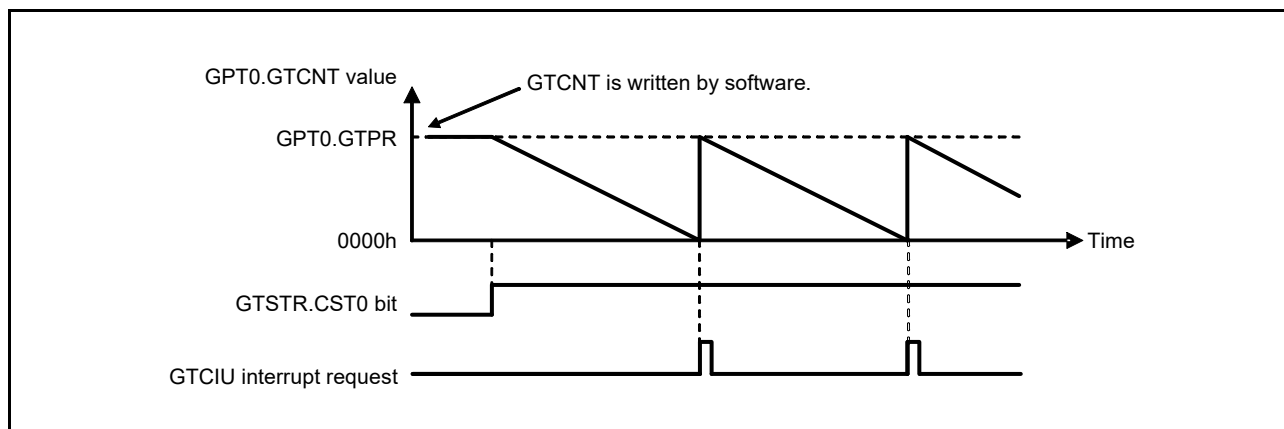 GPT0.GTCNT value
GTCNT is written by software.
GPT0.GTPR
0000h
Time
GTSTR.CST0 bit
GTCIU interrupt request